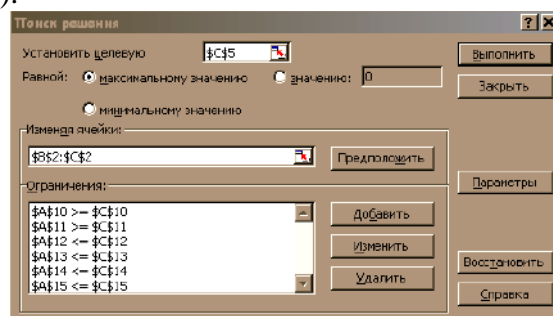 ).
Поиск решения
Установить целевую $C$5
Выполнить
Равной: максимальному значению значению: 0
Закрыть
минимальному значению
Изменяя ячейки:
$B$2:$C$2 Предположить
Параметры
Ограничения:
$A$10 >= $C$10 Добавить
$A$11 >= $C$11
$A$12 <= $C$12 Изменить
$A$13 <= $C$13
Восстановить
$A$14 <= $C$14 Удалить
$A$15 <= $C$15
Справка